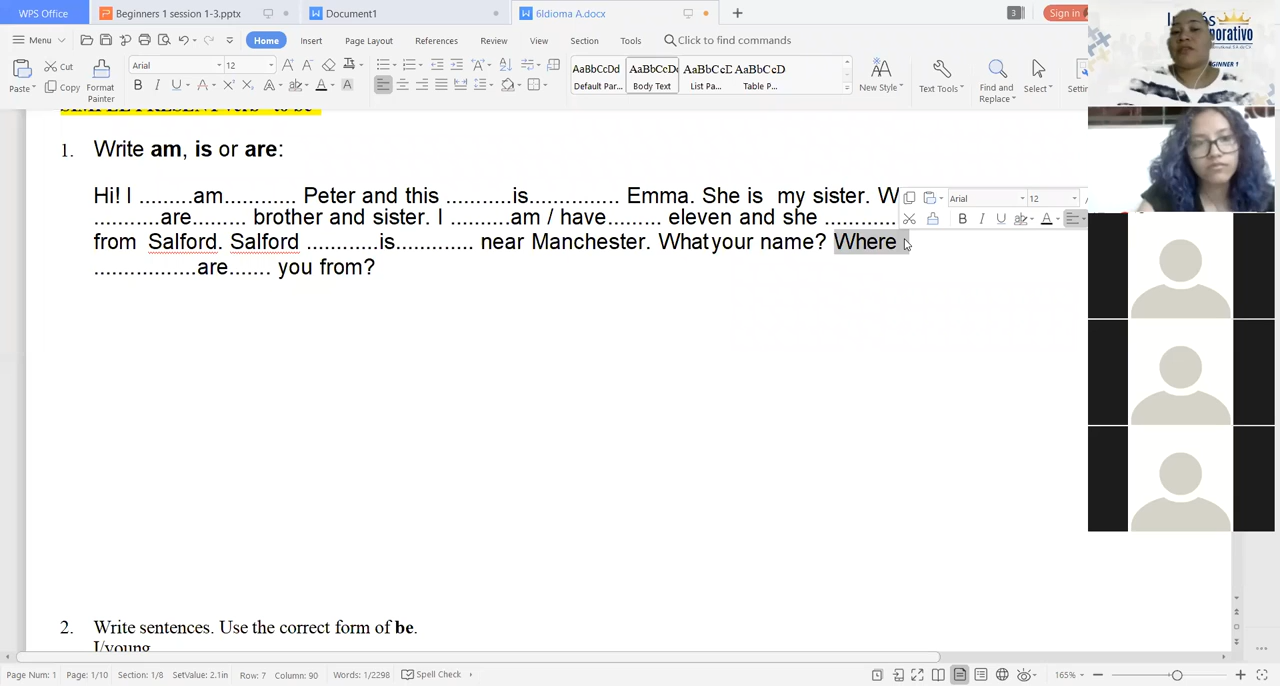 WPS Office
Beginners 1 session 1-3.pptx
Document1
6Idioma A.docx
3
Sign in
Menu
Home
Insert
Page Layout
References
Review
View
Section
Tools
Click to find commands
Paste
Cut
Copy
Format Painter
Arial
12
AaBbCcDd
AaBbCcDd
AaBbCcD
AaBbCcD
Default Par...
Body Text
List Pa...
Table P...
New Style
Text Tools
Find and Replace
Select
1. Write am, is or are:
Hi! I .........am............ Peter and this ...........is............... Emma. She is my sister. W
...........are......... brother and sister. I ..........am / have......... eleven and she ............
from Salford. Salford ............is............. near Manchester. What your name? Where
.................are....... you from?
Arial
12
2. Write sentences. Use the correct form of be.
I/young
Page Num: 1
Page: 1/10
Section: 1/8
SetValue: 2.1in
Row: 7
Column: 90
Words: 1/2298
Spell Check
165%